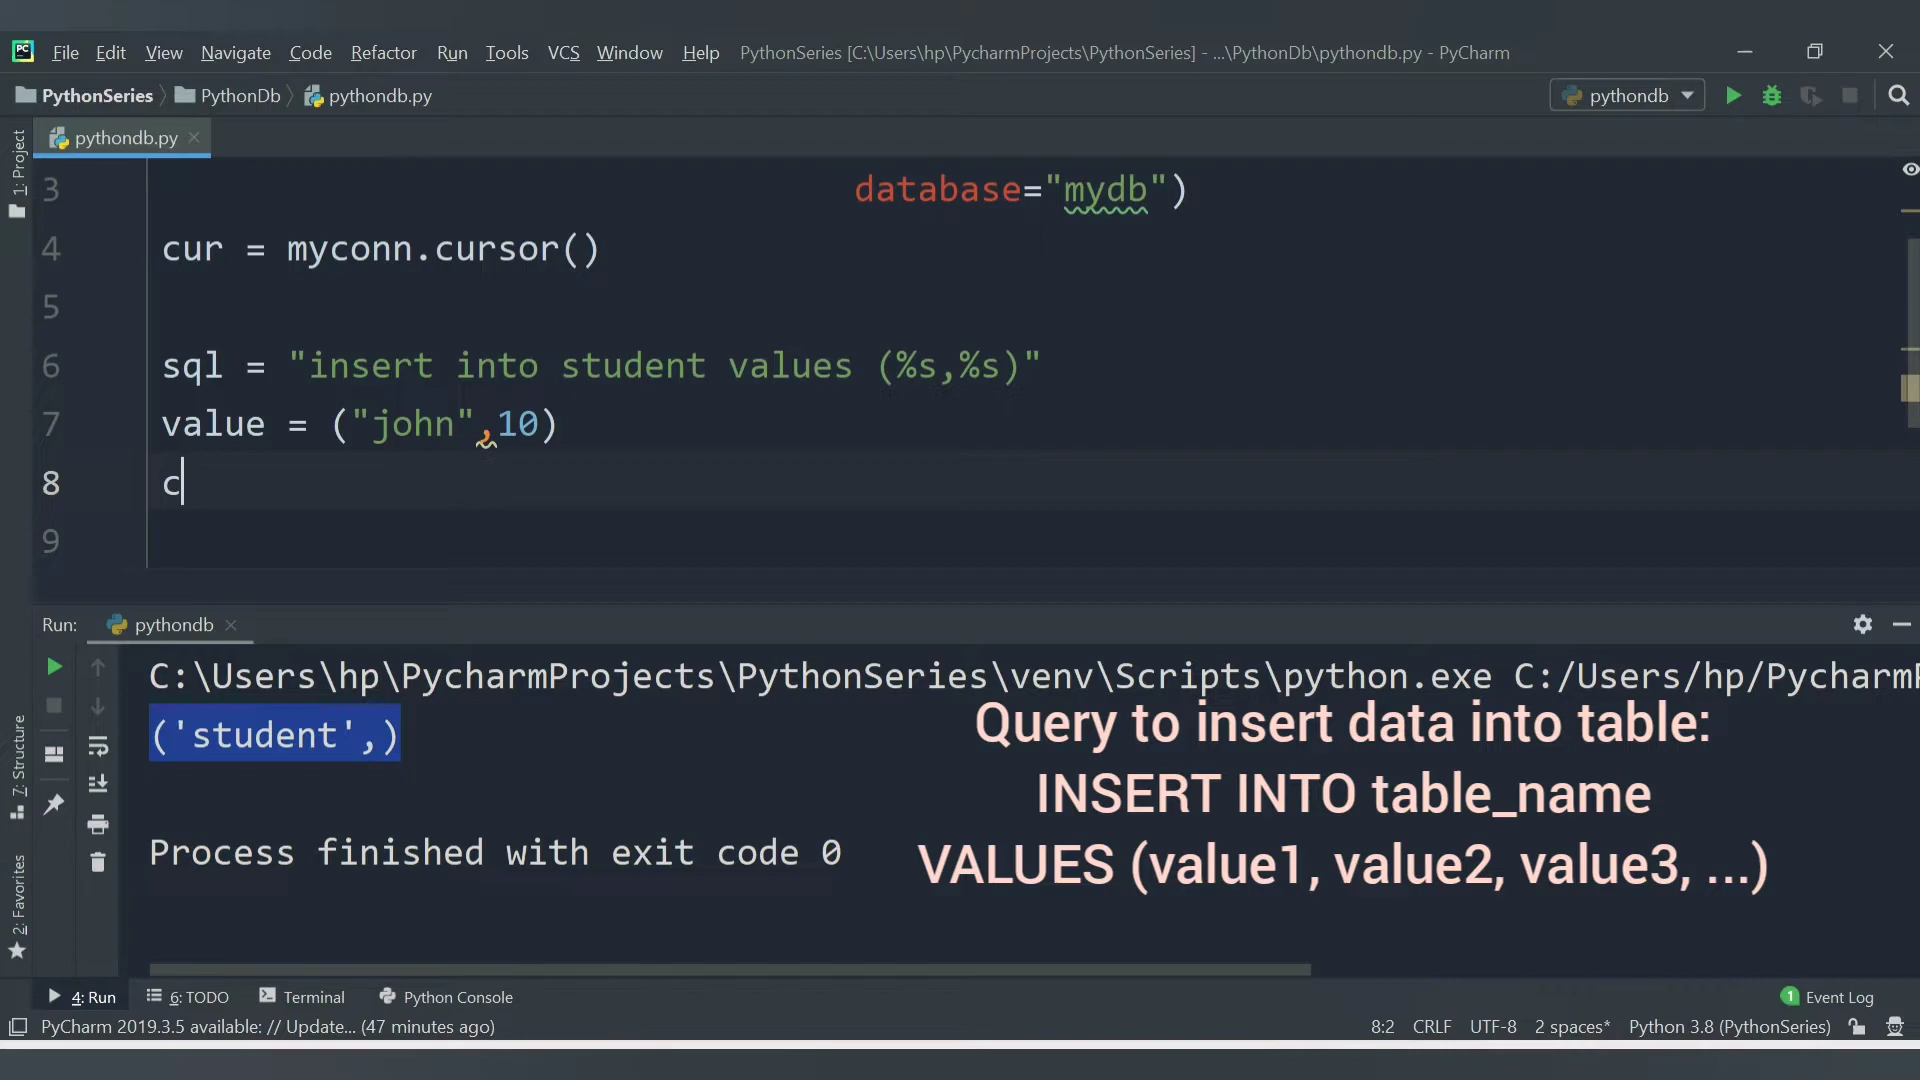 PC File Edit View Navigate Code Refactor Run Tools VCS Window Help PythonSeries [C:\Users\hp\PycharmProjects\PythonSeries] - ...\PythonDb\pythondb.py - PyCharm
PythonSeries PythonDb pythondb.py pythondb
pythondb.py
1: Project
3 database="mydb")
4 cur = myconn.cursor()
5
6 sql = "insert into student values (%s,%s)"
7 value = ("john",10)
8 c
9
Run: pythondb
C:\Users\hp\PycharmProjects\PythonSeries\venv\Scripts\python.exe C:/Users/hp/Pycharm
('student',)
Process finished with exit code 0
Query to insert data into table:
INSERT INTO table_name
VALUES (value1, value2, value3, ...)
7: Structure
2: Favorites
4: Run 6: TODO Terminal Python Console 1 Event Log
PyCharm 2019.3.5 available: // Update... (47 minutes ago) 8:2 CRLF UTF-8 2 spaces* Python 3.8 (PythonSeries)